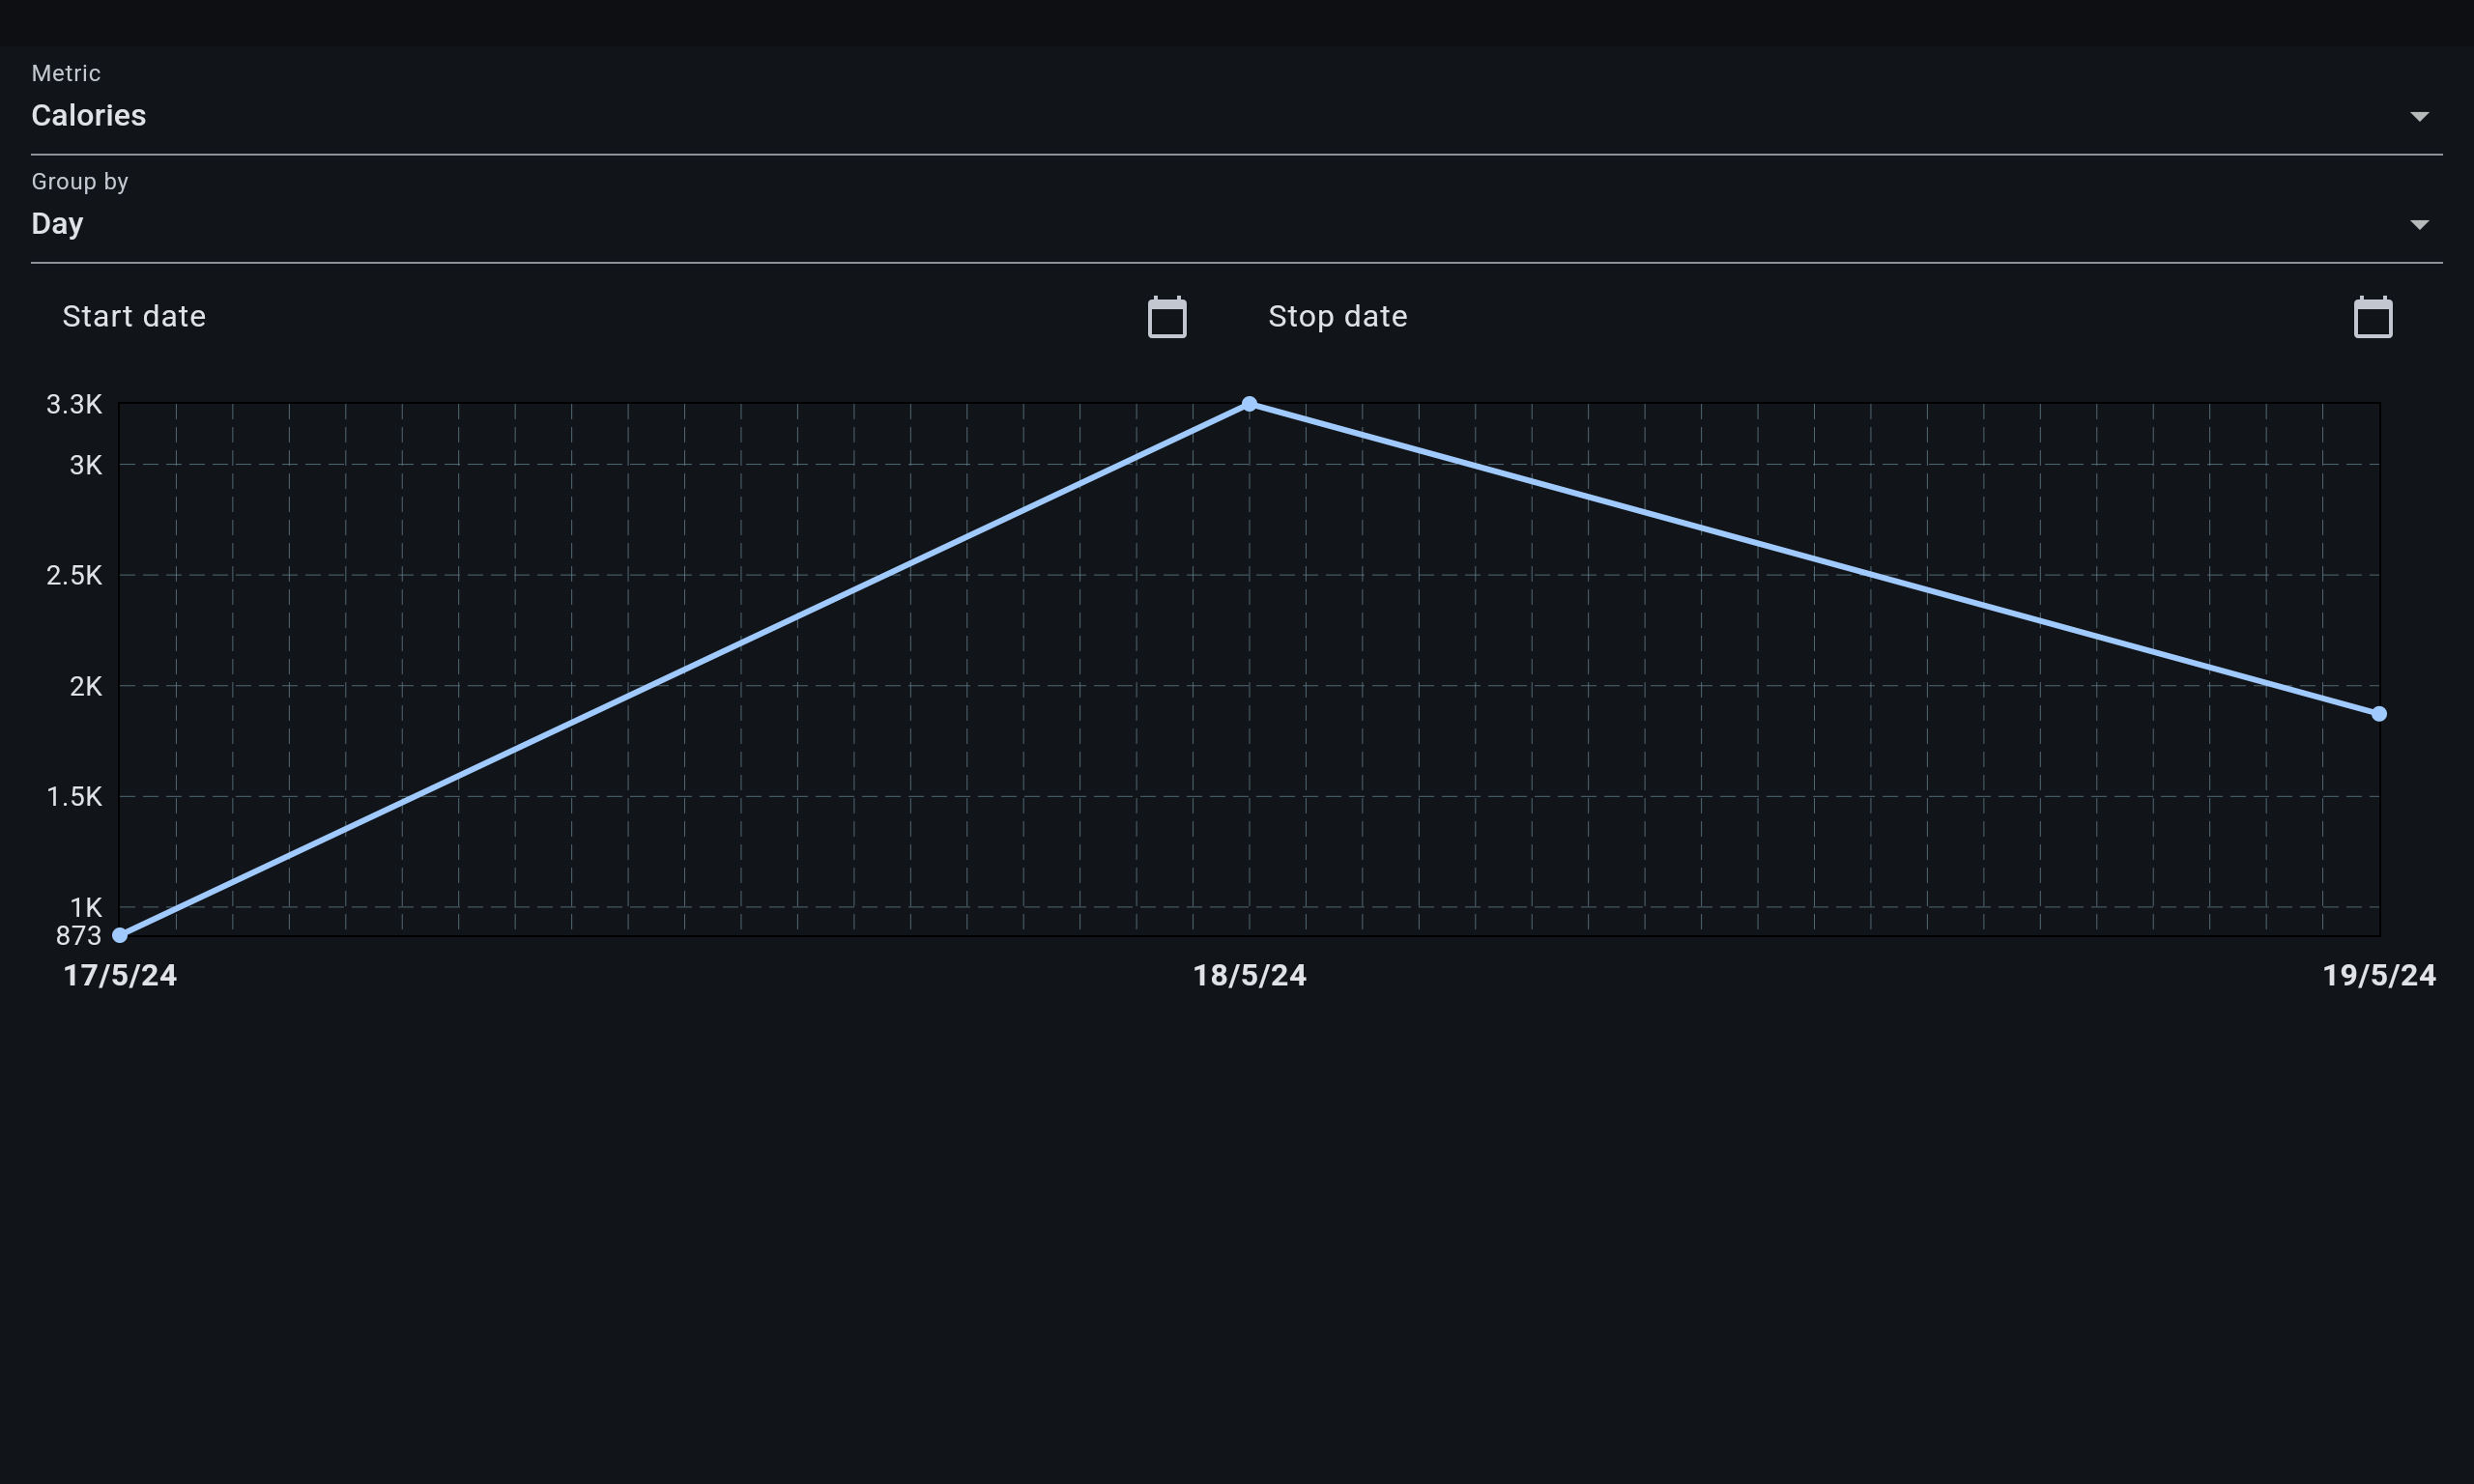 Metric
Calories
Group by
Day
Start date
Stop date
3.3K
3K
2.5K
2K
1.5K
1K
873
17/5/24
18/5/24
19/5/24